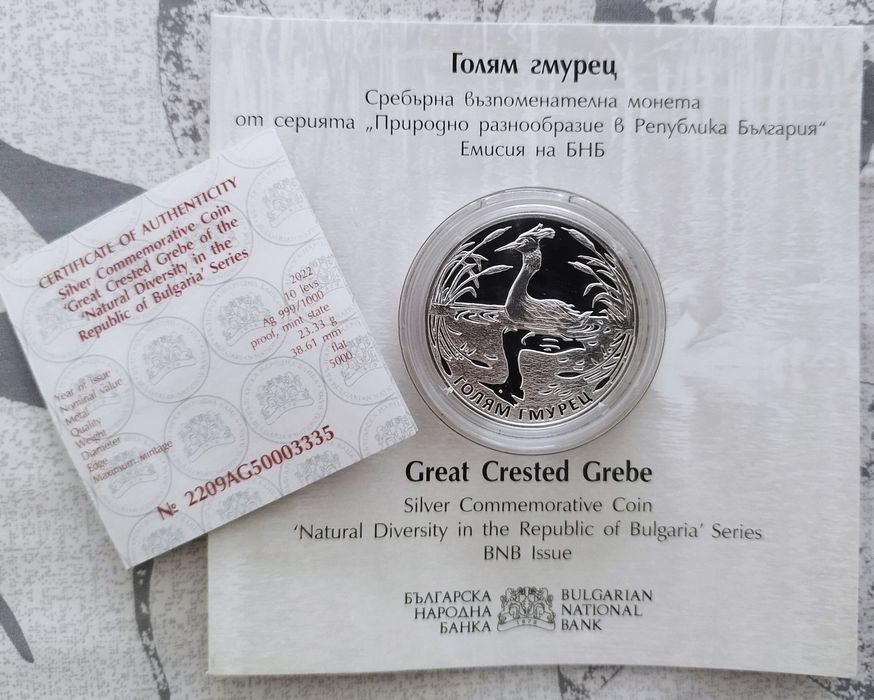 Голям гмурец
Сребърна възпоменателна монета
от серията „Природно разнообразие в Република България“
Емисия на БНБ
CERTIFICATE OF AUTHENTICITY
Silver Commemorative Coin
'Great Crested Grebe of the
'Natural Diversity in the
Republic of Bulgaria' Series
Year of issue 2022
Nominal value 10 levs
Metal Ag 999/1000
Quality proof, mint state
Weight 23.33 g
Diameter 38.61 mm
Edge flat
Maximum mintage 5000
№ 2209AG50003335
ГОЛЯМ ГМУРЕЦ
Great Crested Grebe
Silver Commemorative Coin
'Natural Diversity in the Republic of Bulgaria' Series
BNB Issue
БЪЛГАРСКА
НАРОДНА
БАНКА
1879
BULGARIAN
NATIONAL
BANK